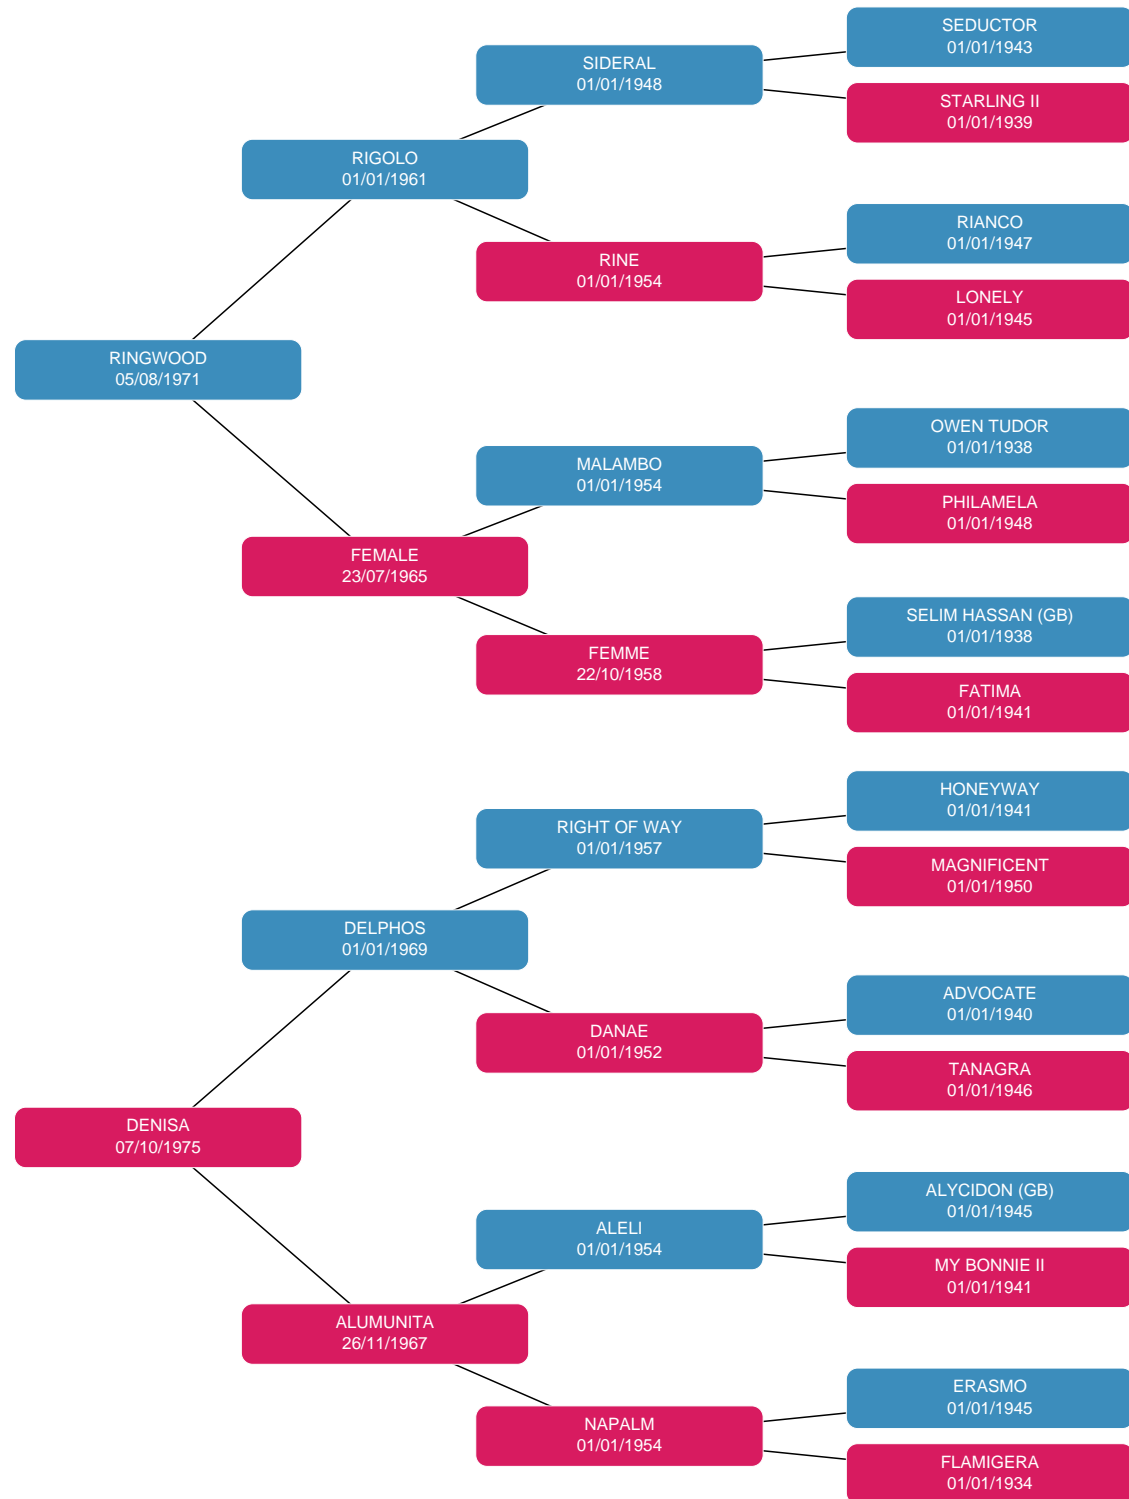 SEDUCTOR
01/01/1943
SIDERAL
01/01/1948
STARLING II
01/01/1939
RIGOLO
01/01/1961
RIANCO
01/01/1947
RINE
01/01/1954
LONELY
01/01/1945
RINGWOOD
05/08/1971
OWEN TUDOR
01/01/1938
MALAMBO
01/01/1954
PHILAMELA
01/01/1948
FEMALE
23/07/1965
SELIM HASSAN (GB)
01/01/1938
FEMME
22/10/1958
FATIMA
01/01/1941
HONEYWAY
01/01/1941
RIGHT OF WAY
01/01/1957
MAGNIFICENT
01/01/1950
DELPHOS
01/01/1969
ADVOCATE
01/01/1940
DANAE
01/01/1952
TANAGRA
01/01/1946
DENISA
07/10/1975
ALYCIDON (GB)
01/01/1945
ALELI
01/01/1954
MY BONNIE II
01/01/1941
ALUMUNITA
26/11/1967
ERASMO
01/01/1945
NAPALM
01/01/1954
FLAMIGERA
01/01/1934